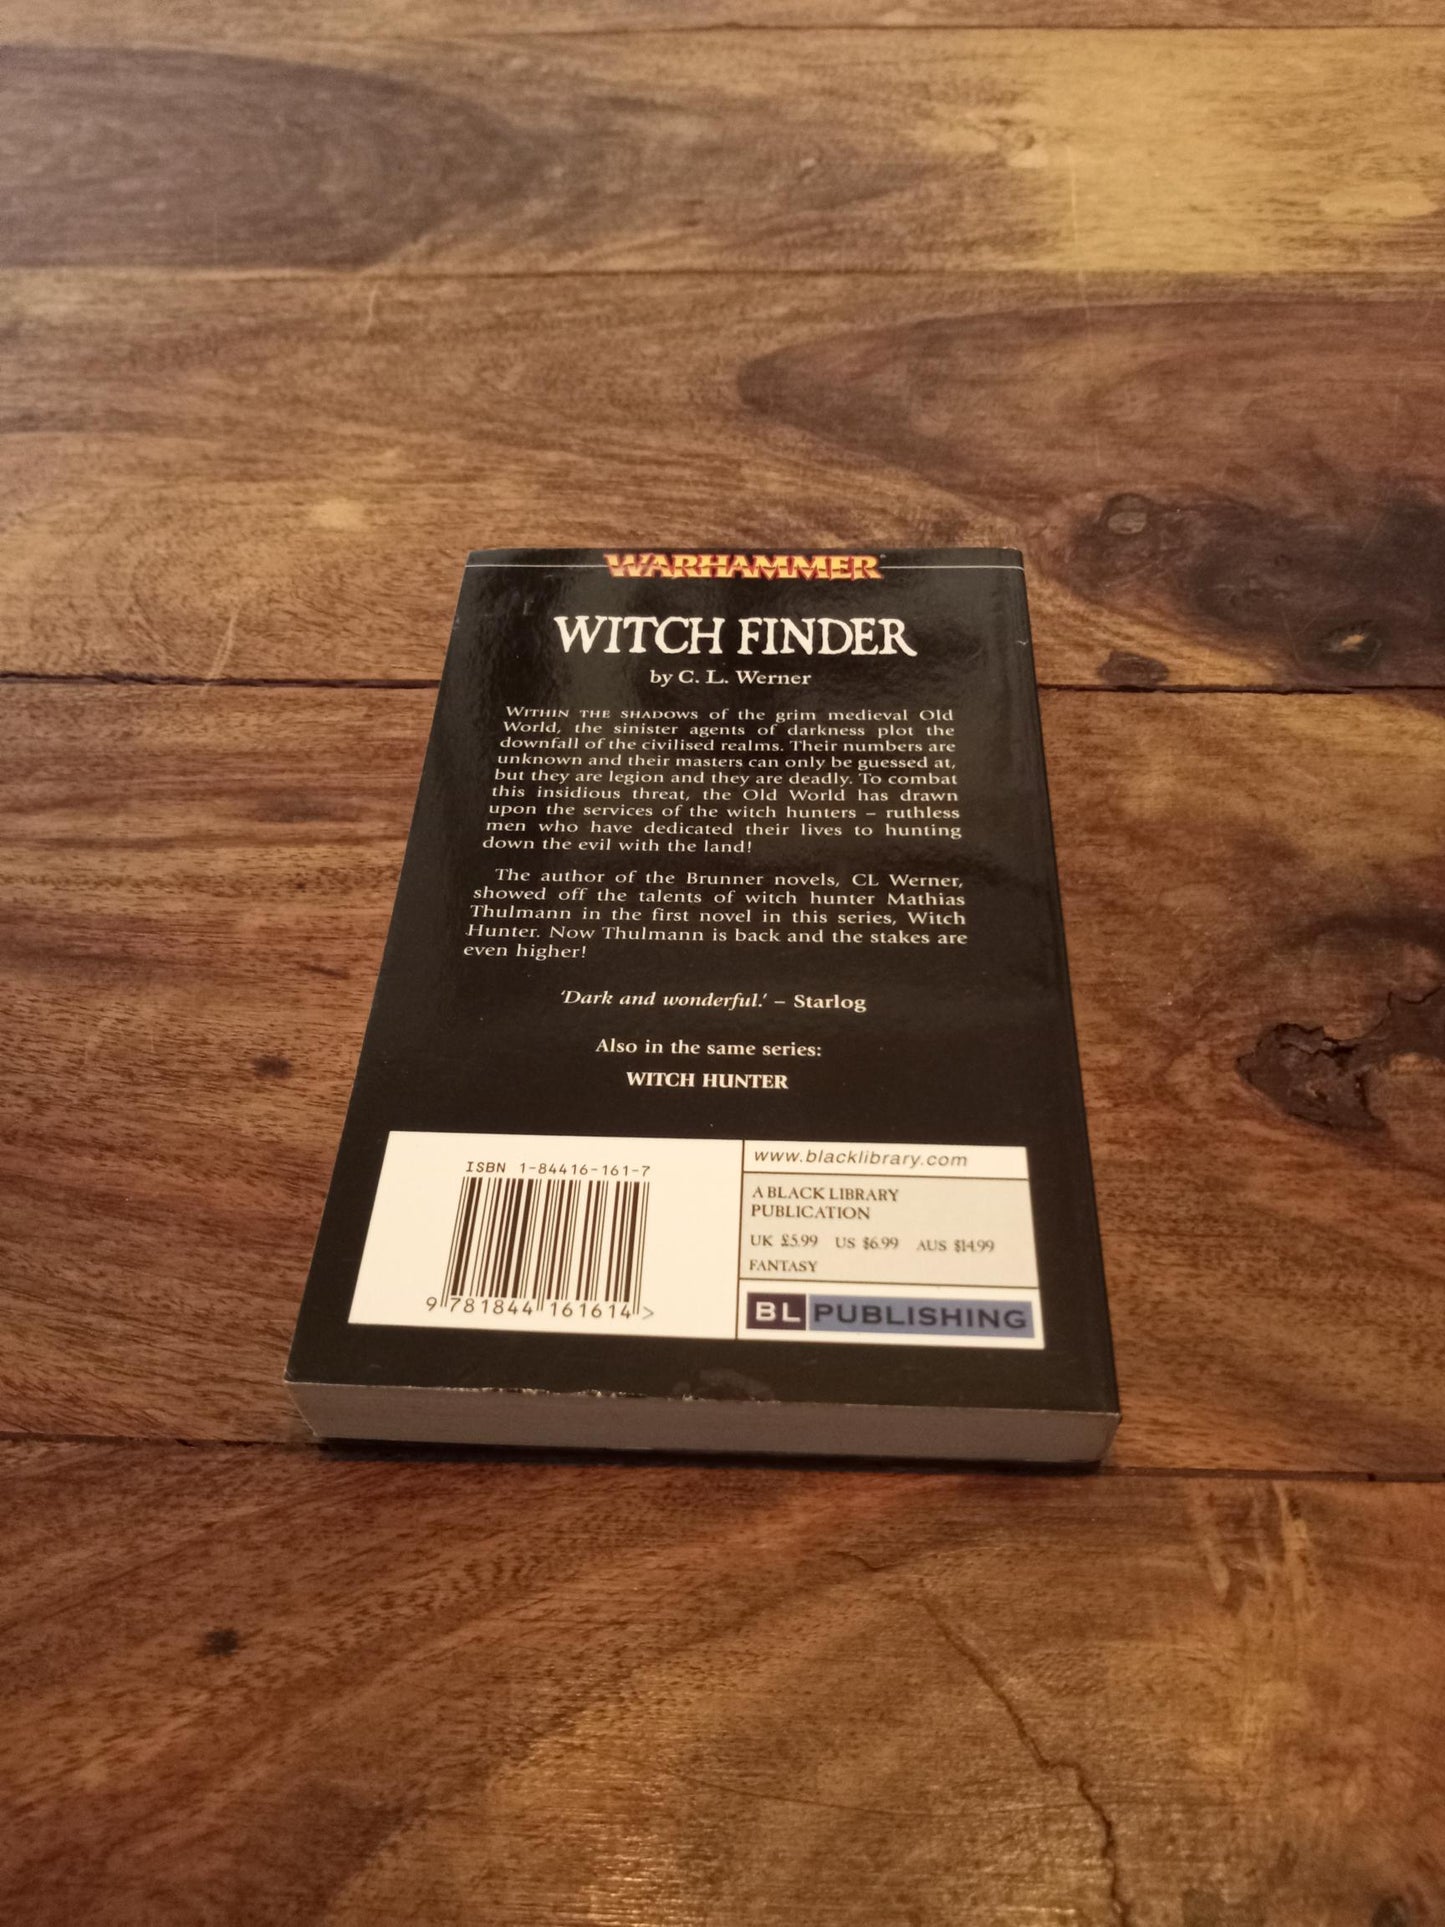 WARHAMMER
WITCH FINDER
by C. L. Werner
WITHIN THE SHADOWS of the grim medieval Old
World, the sinister agents of darkness plot the
downfall of the civilised realms. Their numbers are
unknown and their masters can only be guessed at,
but they are legion and they are deadly. To combat
this insidious threat, the Old World has drawn
upon the services of the witch hunters – ruthless
men who have dedicated their lives to hunting
down the evil with the land!
The author of the Brunner novels, CL Werner,
showed off the talents of witch hunter Mathias
Thulmann in the first novel in this series, Witch
Hunter. Now Thulmann is back and the stakes are
even higher!
'Dark and wonderful.' – Starlog
Also in the same series:
WITCH HUNTER
ISBN 1-84416-161-7
9 781844 161614 >
www.blacklibrary.com
A BLACK LIBRARY
PUBLICATION
UK £5.99 US $6.99 AUS $14.99
FANTASY
BL PUBLISHING